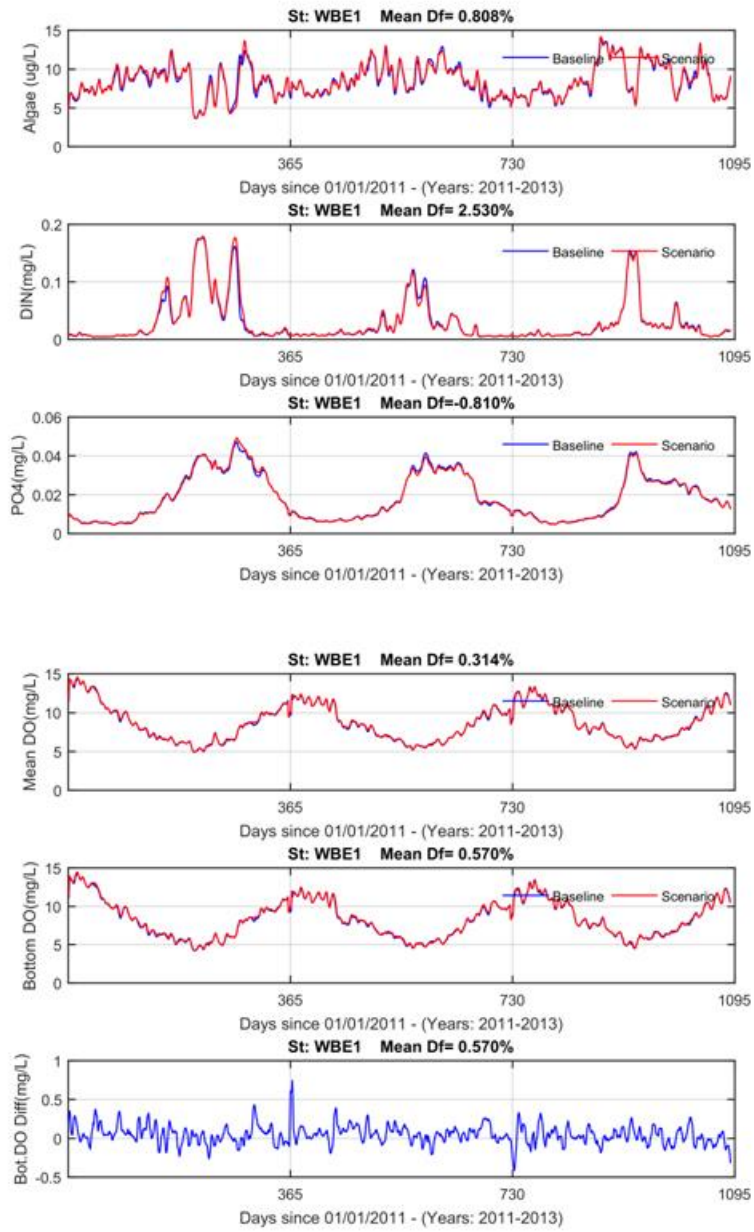 St: WBE1 Mean Df= 0.808%
15
10
5
0
Algae (ug/L)
Baseline Scenario
365 730 1095
Days since 01/01/2011 - (Years: 2011-2013)
St: WBE1 Mean Df= 2.530%
0.2
0.1
0
DIN(mg/L)
Baseline Scenario
365 730 1095
Days since 01/01/2011 - (Years: 2011-2013)
St: WBE1 Mean Df=-0.810%
0.06
0.04
0.02
0
PO4(mg/L)
Baseline Scenario
365 730 1095
Days since 01/01/2011 - (Years: 2011-2013)
St: WBE1 Mean Df= 0.314%
15
10
5
0
Mean DO(mg/L)
Baseline Scenario
365 730 1095
Days since 01/01/2011 - (Years: 2011-2013)
St: WBE1 Mean Df= 0.570%
15
10
5
0
Bottom DO(mg/L)
Baseline Scenario
365 730 1095
Days since 01/01/2011 - (Years: 2011-2013)
St: WBE1 Mean Df= 0.570%
1
0.5
0
-0.5
Bot.DO Diff(mg/L)
365 730 1095
Days since 01/01/2011 - (Years: 2011-2013)